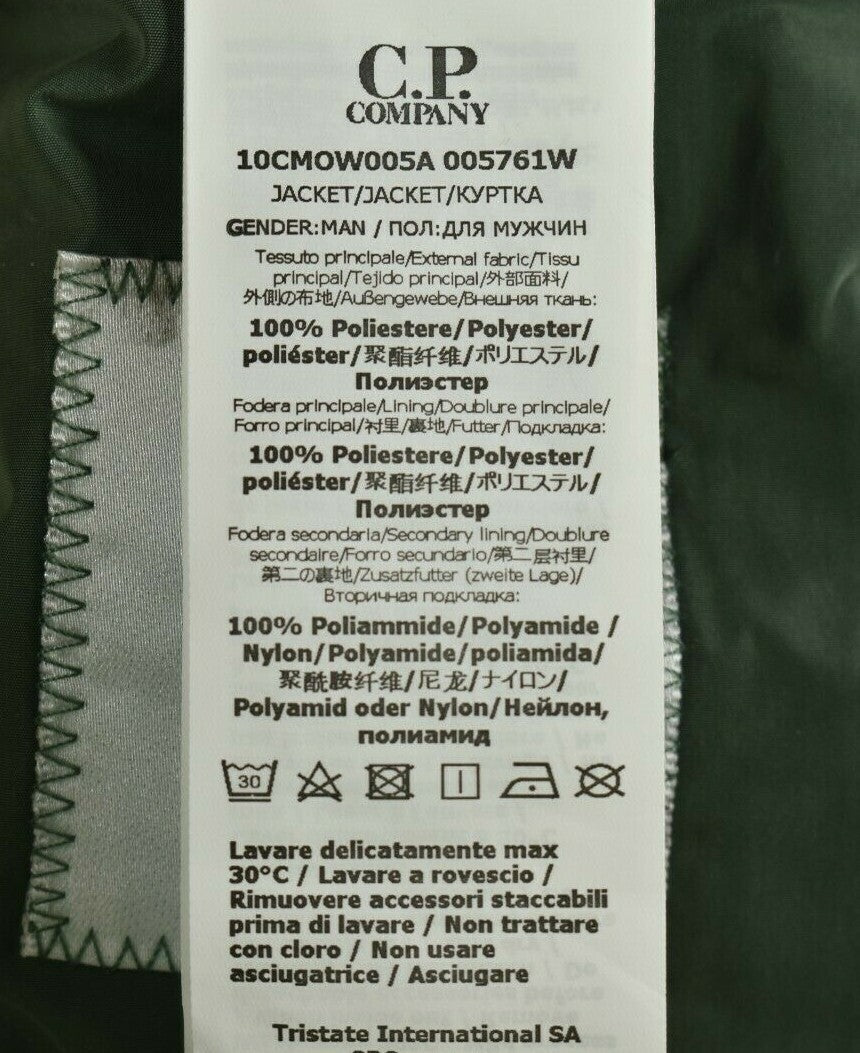 C.P.
COMPANY
10CMOW005A 005761W
JACKET/JACKET/КУРТКА
GENDER:MAN / ПОЛ:ДЛЯ МУЖЧИН
Tessuto principale/External fabric/Tissu
principal/Tejido principal/外部面料/
外側の布地/Außengewebe/Внешняя ткань:
100% Poliestere/Polyester/
poliéster/聚酯纤维/ポリエステル/
Полиэстер
Fodera principale/Lining/Doublure principale/
Forro principal/衬里/裏地/Futter/Подкладка:
100% Poliestere/Polyester/
poliéster/聚酯纤维/ポリエステル/
Полиэстер
Fodera secondaria/Secondary lining/Doublure
secondaire/Forro secundario/第二层衬里/
第二の裏地/Zusatzfutter (zweite Lage)/
Вторичная подкладка:
100% Poliammide/Polyamide /
Nylon/Polyamide/poliamida/
聚酰胺纤维/尼龙/ナイロン/
Polyamid oder Nylon/Нейлон,
полиамид
30
Lavare delicatamente max
30°C / Lavare a rovescio /
Rimuovere accessori staccabili
prima di lavare / Non trattare
con cloro / Non usare
asciugatrice / Asciugare
Tristate International SA